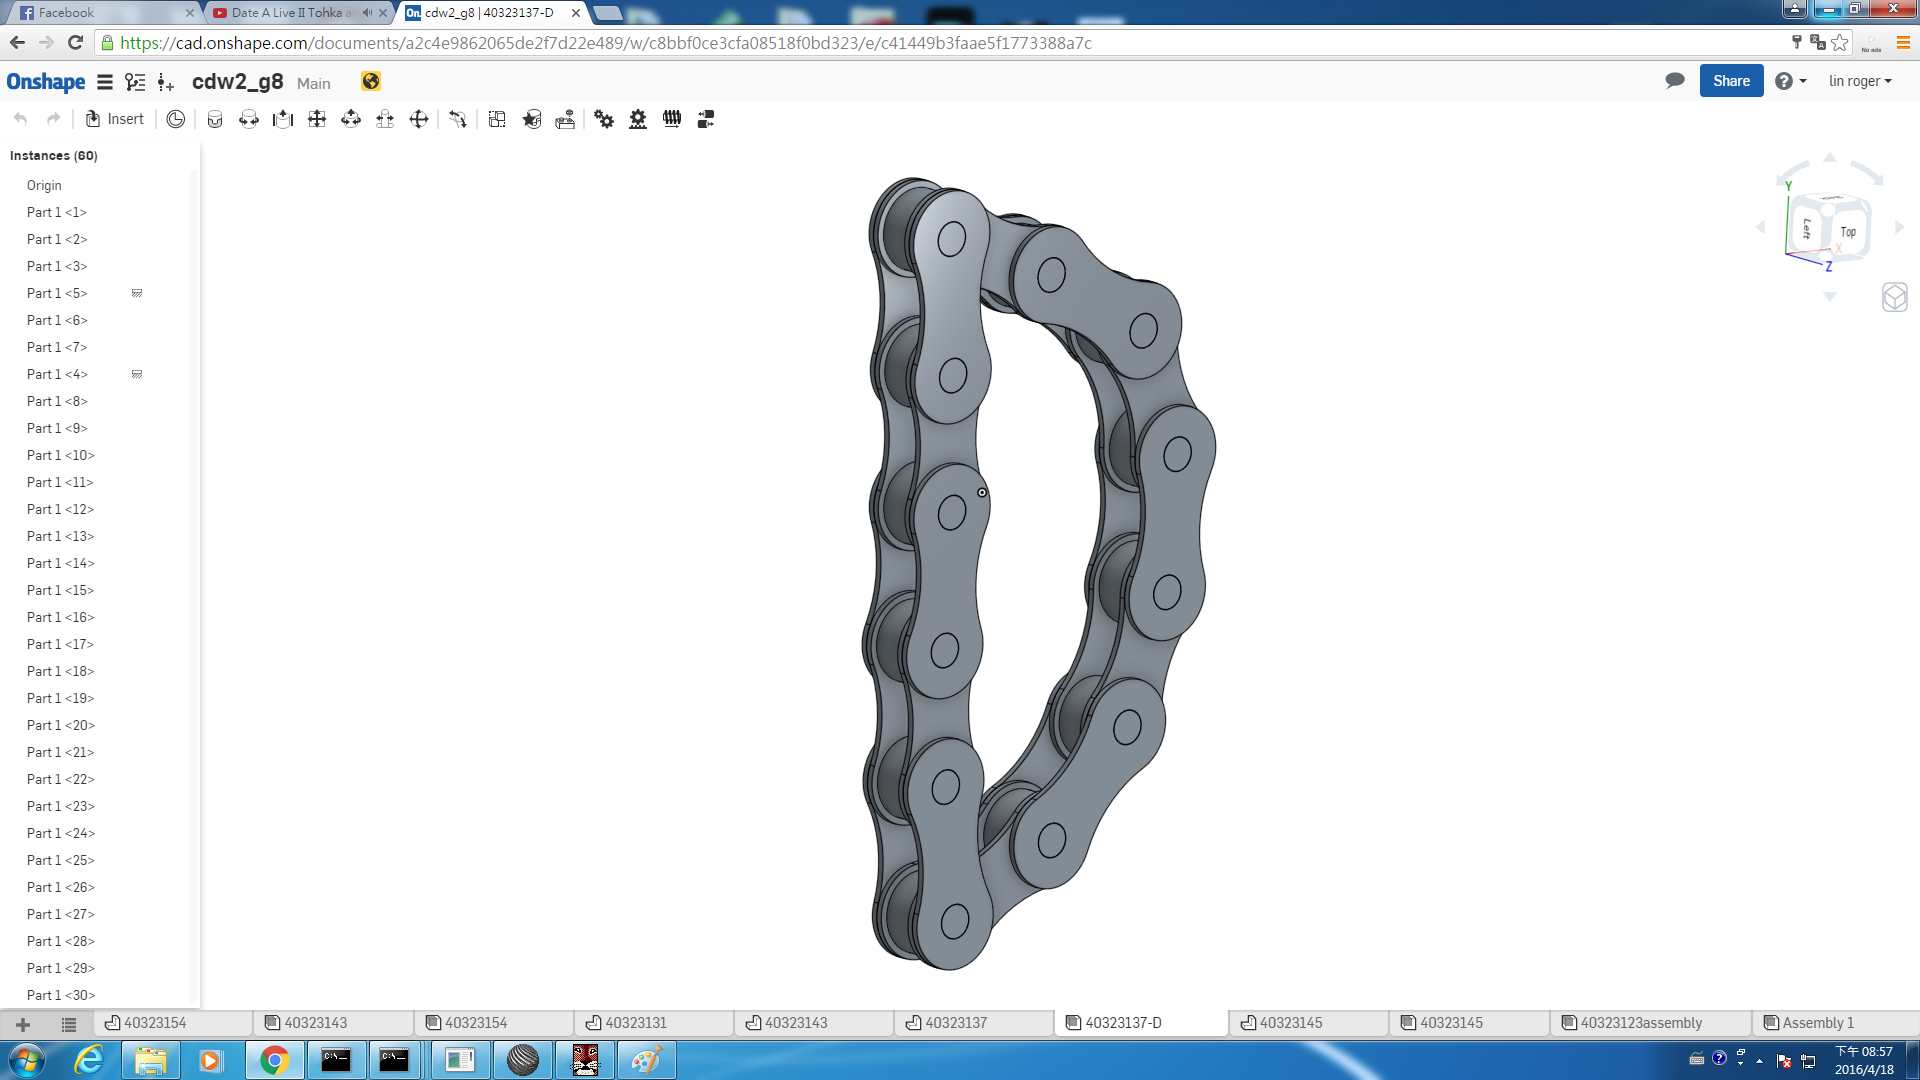 Facebook
Date A Live II Tohka a
On. cdw2_g8 | 40323137-D
https://cad.onshape.com/documents/a2c4e9862065de2f7d22e489/w/c8bbf0ce3cfa08518f0bd323/e/c41449b3faae5f1773388a7c
No ads
Onshape
cdw2_g8 Main
Share
lin roger
Insert
Instances (60)
Origin
Part 1 <1>
Part 1 <2>
Part 1 <3>
Part 1 <5>
Part 1 <6>
Part 1 <7>
Part 1 <4>
Part 1 <8>
Part 1 <9>
Part 1 <10>
Part 1 <11>
Part 1 <12>
Part 1 <13>
Part 1 <14>
Part 1 <15>
Part 1 <16>
Part 1 <17>
Part 1 <18>
Part 1 <19>
Part 1 <20>
Part 1 <21>
Part 1 <22>
Part 1 <23>
Part 1 <24>
Part 1 <25>
Part 1 <26>
Part 1 <27>
Part 1 <28>
Part 1 <29>
Part 1 <30>
Y
Left
Top
X
Z
40323154
40323143
40323154
40323131
40323143
40323137
40323137-D
40323145
40323145
40323123assembly
Assembly 1
下午 08:57
2016/4/18